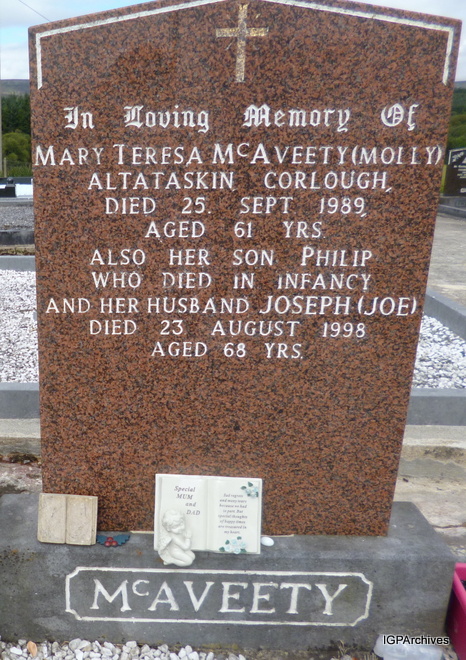 In Loving Memory Of
MARY TERESA McAVEETY (MOLLY)
ALTATASKIN, CORLOUGH,
DIED 25. SEPT 1989,
AGED 61 YRS.
ALSO HER SON PHILIP
WHO DIED IN INFANCY
AND HER HUSBAND JOSEPH (JOE)
DIED 23 AUGUST 1998
AGED 68 YRS.
Special
MUM
and
DAD
McAVEETY
IGPArchives